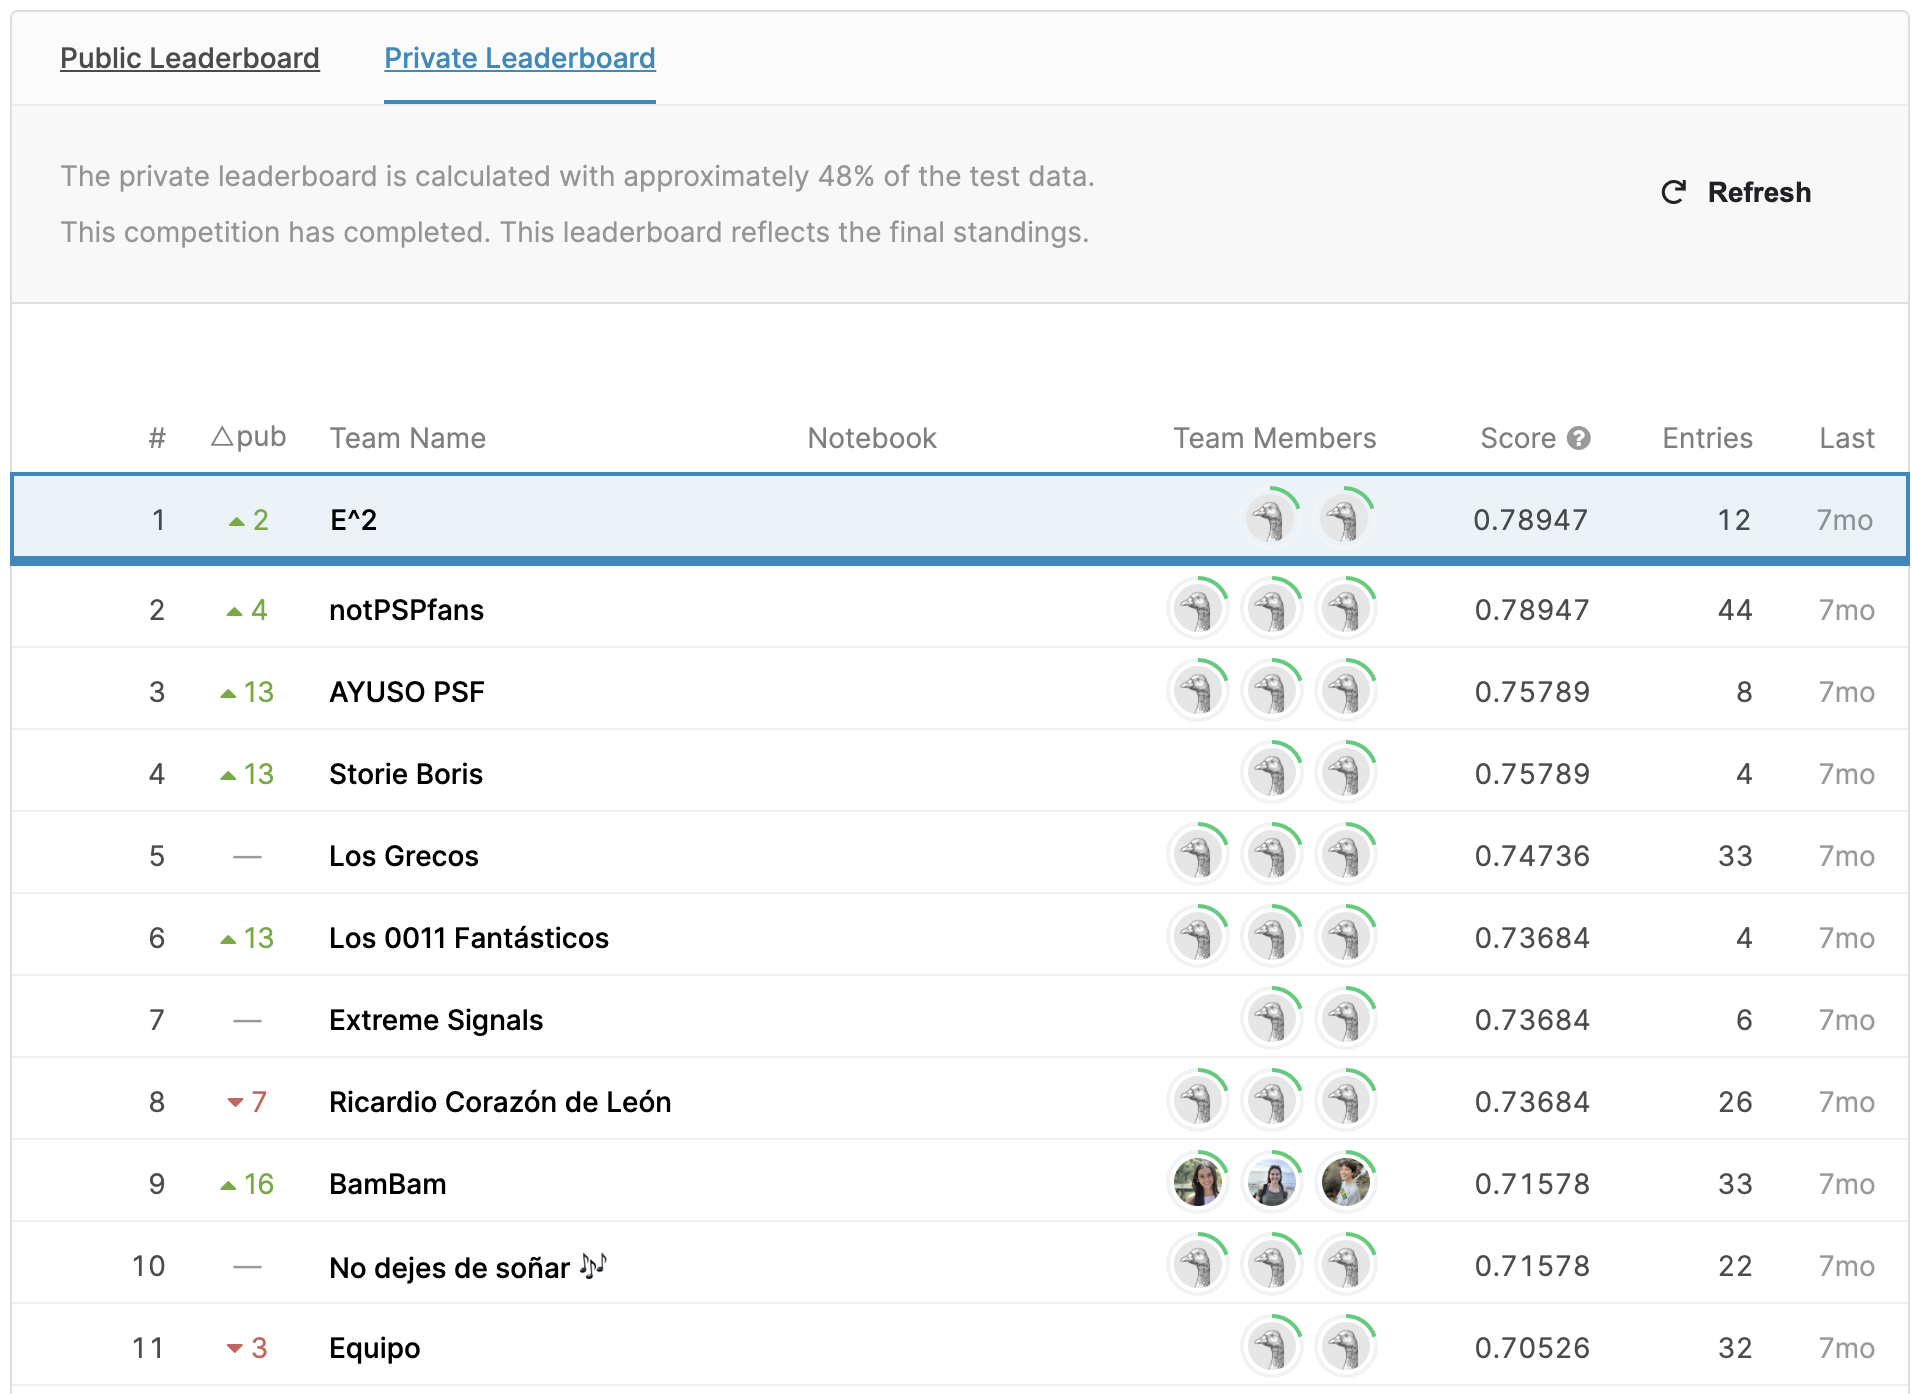 Public Leaderboard Private Leaderboard
The private leaderboard is calculated with approximately 48% of the test data.
This competition has completed. This leaderboard reflects the final standings.
Refresh
# △pub Team Name Notebook Team Members Score ? Entries Last
1 ▲ 2 E^2 0.78947 12 7mo
2 ▲ 4 notPSPfans 0.78947 44 7mo
3 ▲ 13 AYUSO PSF 0.75789 8 7mo
4 ▲ 13 Storie Boris 0.75789 4 7mo
5 — Los Grecos 0.74736 33 7mo
6 ▲ 13 Los 0011 Fantásticos 0.73684 4 7mo
7 — Extreme Signals 0.73684 6 7mo
8 ▼ 7 Ricardio Corazón de León 0.73684 26 7mo
9 ▲ 16 BamBam 0.71578 33 7mo
10 — No dejes de soñar 🎶 0.71578 22 7mo
11 ▼ 3 Equipo 0.70526 32 7mo